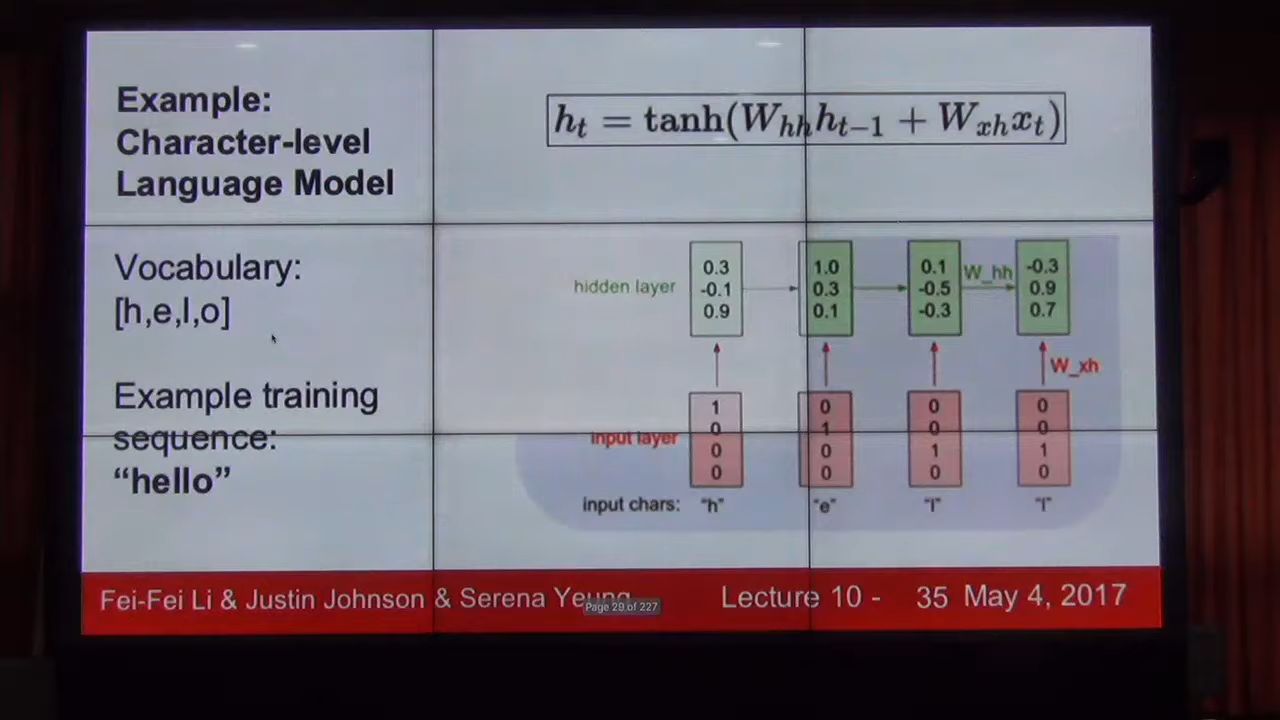 Example:
Character-level
Language Model
h_t = tanh(W_hh h_{t-1} + W_xh x_t)
Vocabulary:
[h,e,l,o]
Example training
sequence:
“hello”
hidden layer
0.3 1.0 0.1 W_hh -0.3
-0.1 0.3 -0.5 0.9
0.9 0.1 -0.3 0.7
W_xh
1 0 0 0
input layer 0 1 0 0
0 0 1 1
0 0 0 0
input chars: "h" "e" "l" "l"
Fei-Fei Li & Justin Johnson & Serena Yeung Lecture 10 - 35 May 4, 2017
Page 29 of 227